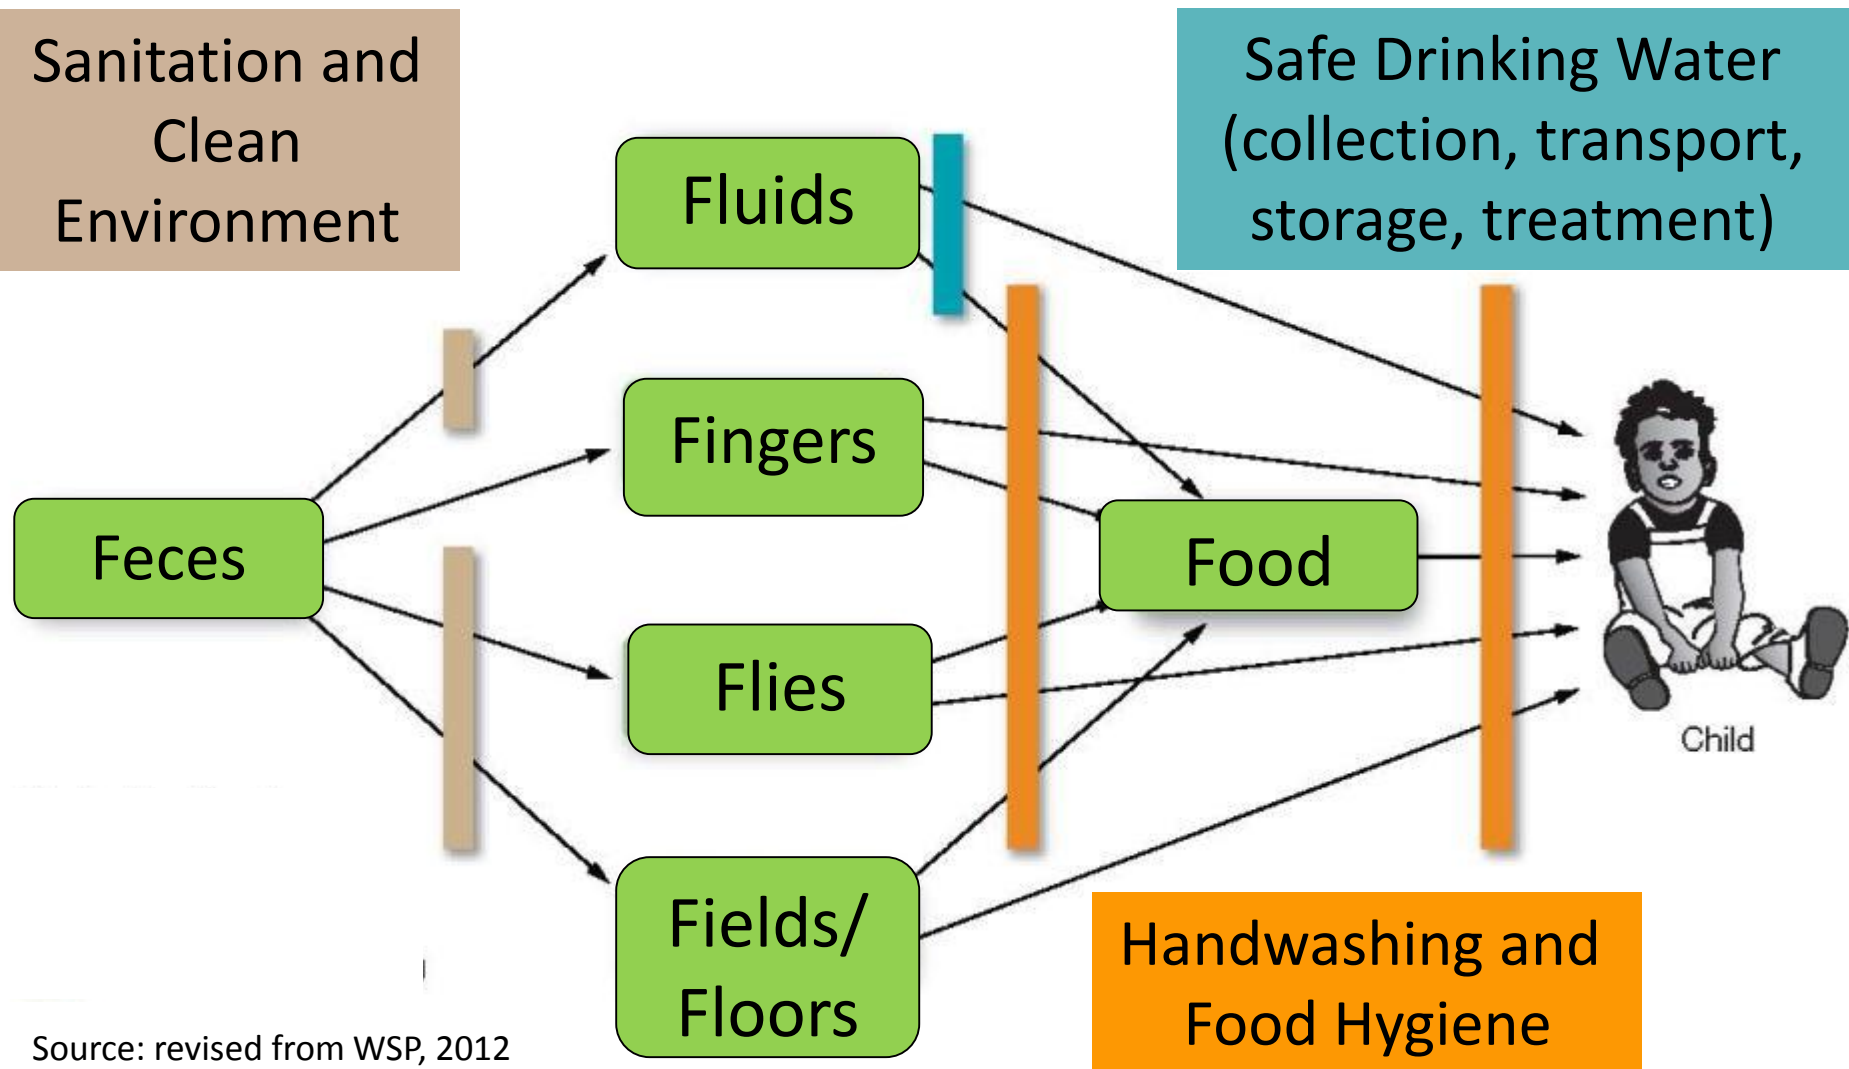 Sanitation and
Clean
Environment
Safe Drinking Water
(collection, transport,
storage, treatment)
Fluids
Fingers
Feces
Food
Flies
Child
Fields/
Floors
Handwashing and
Food Hygiene
Source: revised from WSP, 2012